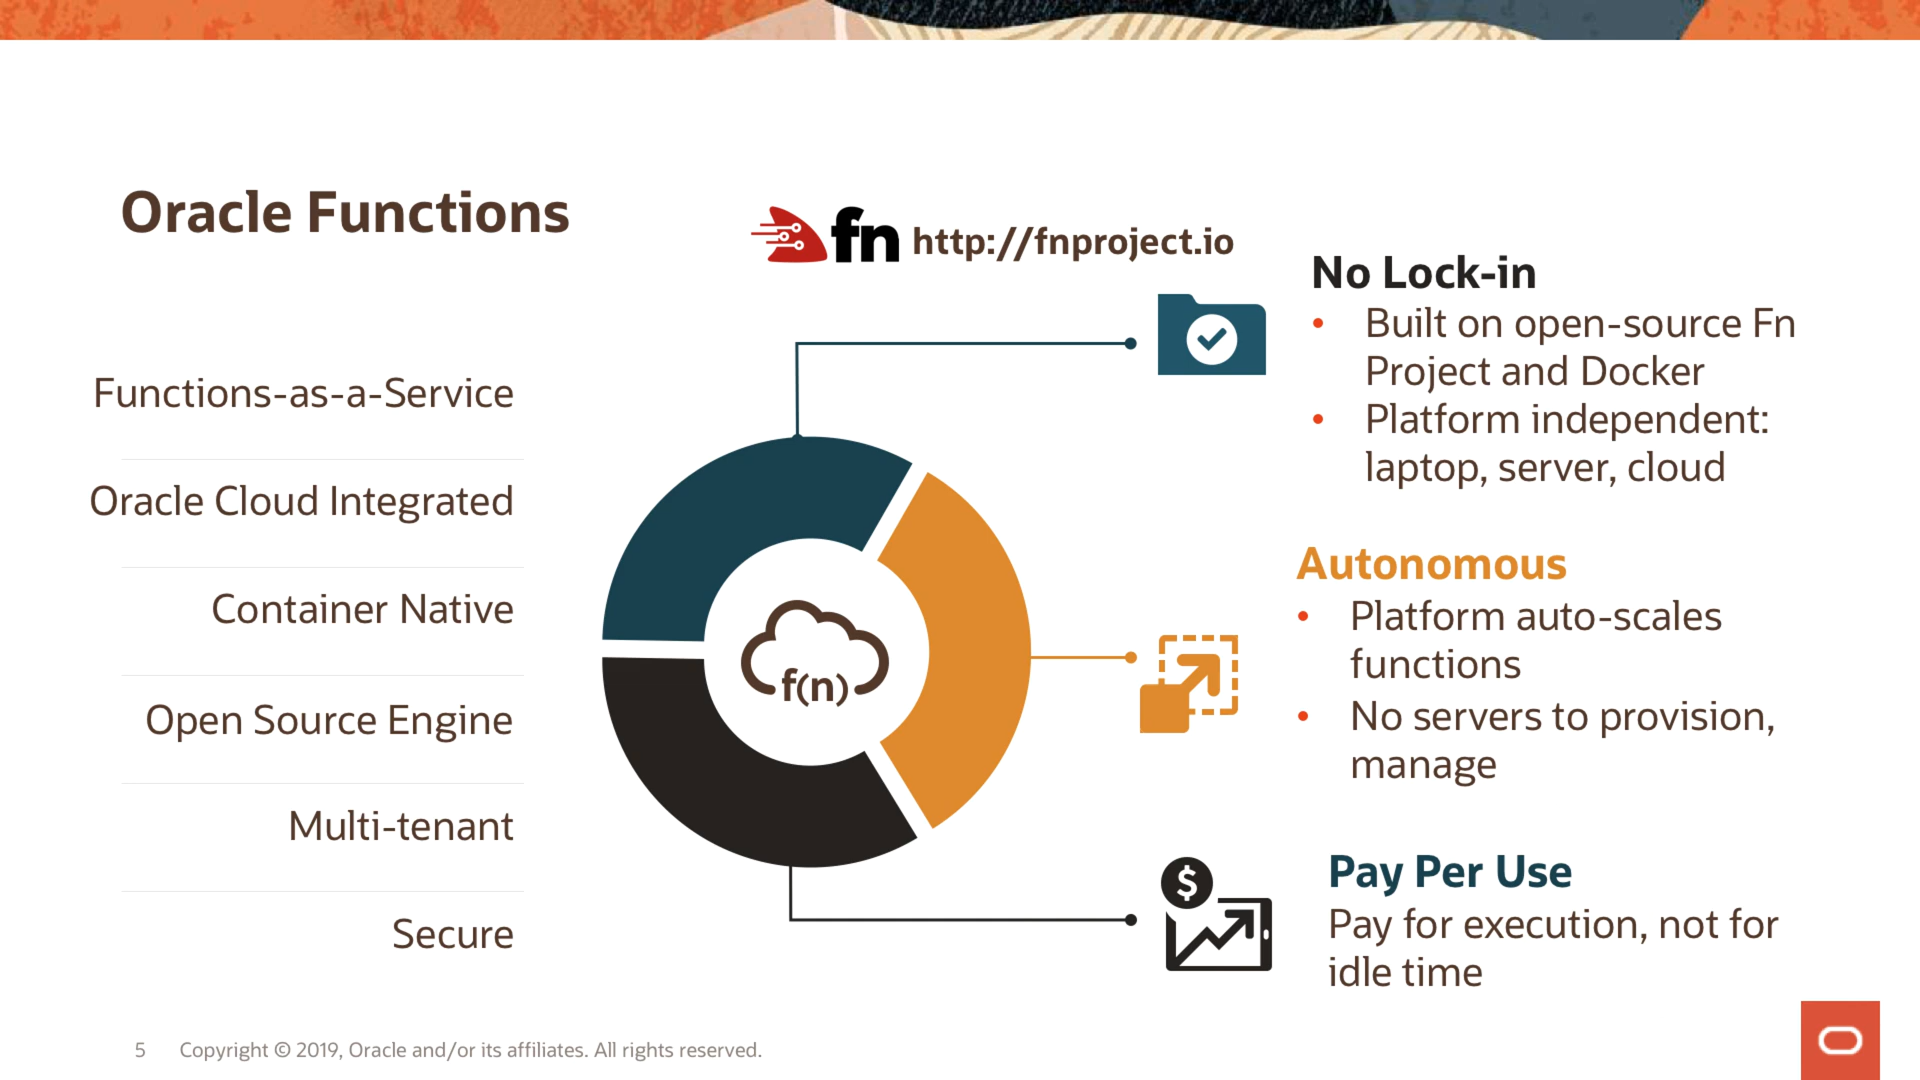 Oracle Functions
fn http://fnproject.io
Functions-as-a-Service
Oracle Cloud Integrated
Container Native
Open Source Engine
Multi-tenant
Secure
f(n)
No Lock-in
• Built on open-source Fn
Project and Docker
• Platform independent:
laptop, server, cloud
Autonomous
• Platform auto-scales
functions
• No servers to provision,
manage
$
Pay Per Use
Pay for execution, not for
idle time
5 Copyright © 2019, Oracle and/or its affiliates. All rights reserved.